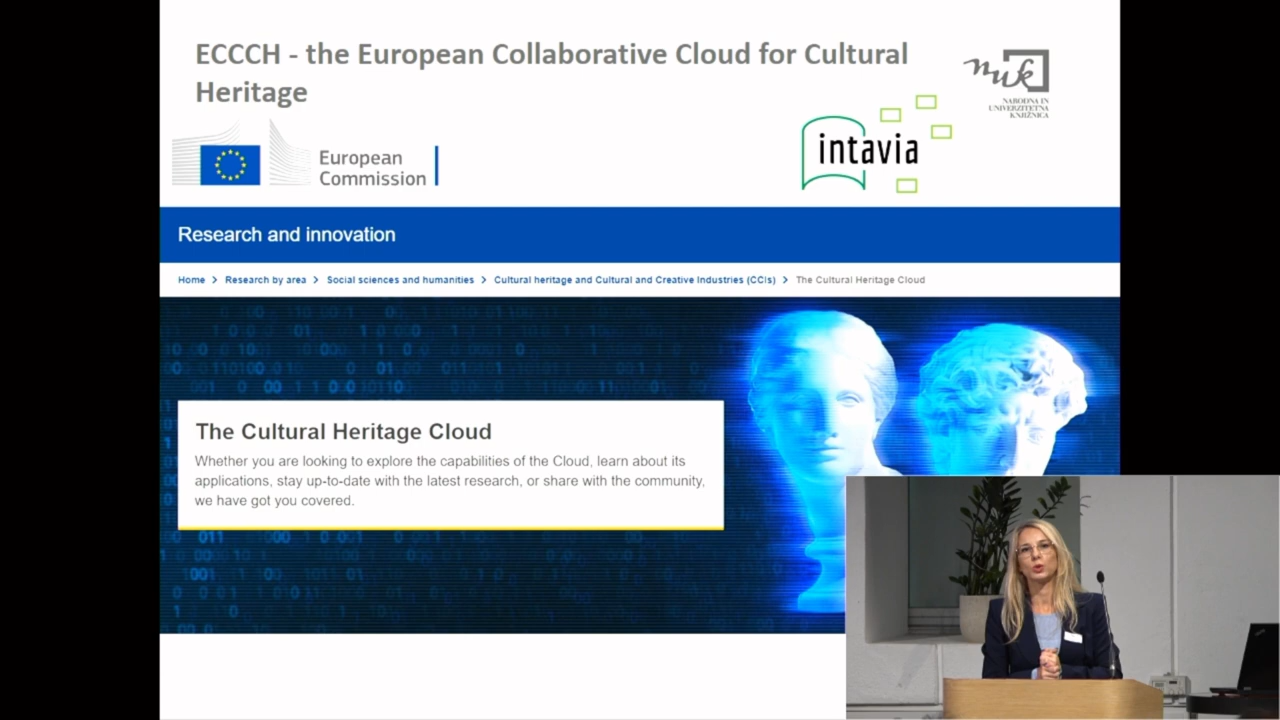 ECCCH - the European Collaborative Cloud for Cultural
Heritage
nuk
NARODNA IN
UNIVERZITETNA
KNJIŽNICA
intavia
European
Commission
Research and innovation
Home > Research by area > Social sciences and humanities > Cultural heritage and Cultural and Creative Industries (CCIs) > The Cultural Heritage Cloud
The Cultural Heritage Cloud
Whether you are looking to explore the capabilities of the Cloud, learn about its
applications, stay up-to-date with the latest research, or share with the community,
we have got you covered.